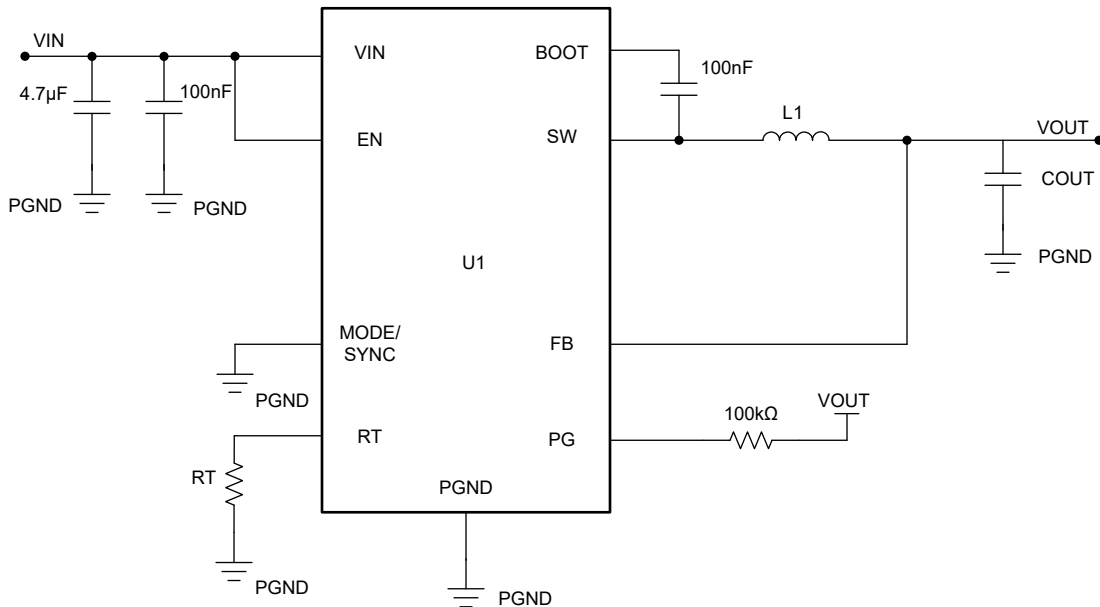 VIN
4.7µF
100nF
PGND
PGND
VIN
EN
MODE/
SYNC
RT
PGND
U1
BOOT
SW
FB
PG
100nF
L1
VOUT
COUT
PGND
100kΩ
VOUT
PGND
RT
PGND
PGND